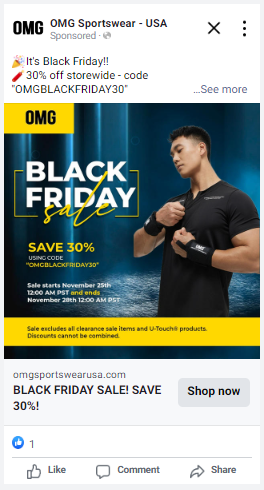 OMG
OMG Sportswear - USA
Sponsored ·
🎉It's Black Friday!!
🧨30% off storewide - code
"OMGBLACKFRIDAY30" ...See more
OMG
BLACK
FRIDAY
sale
SAVE 30%
USING CODE
"OMGBLACKFRIDAY30"
Sale starts November 25th
12:00 AM PST and ends
November 28th 12:00 AM PST
Sale excludes all clearance sale items and U-Touch® products.
Discounts cannot be combined.
omgsportswearusa.com
BLACK FRIDAY SALE! SAVE
30%!
Shop now
1
Like Comment Share